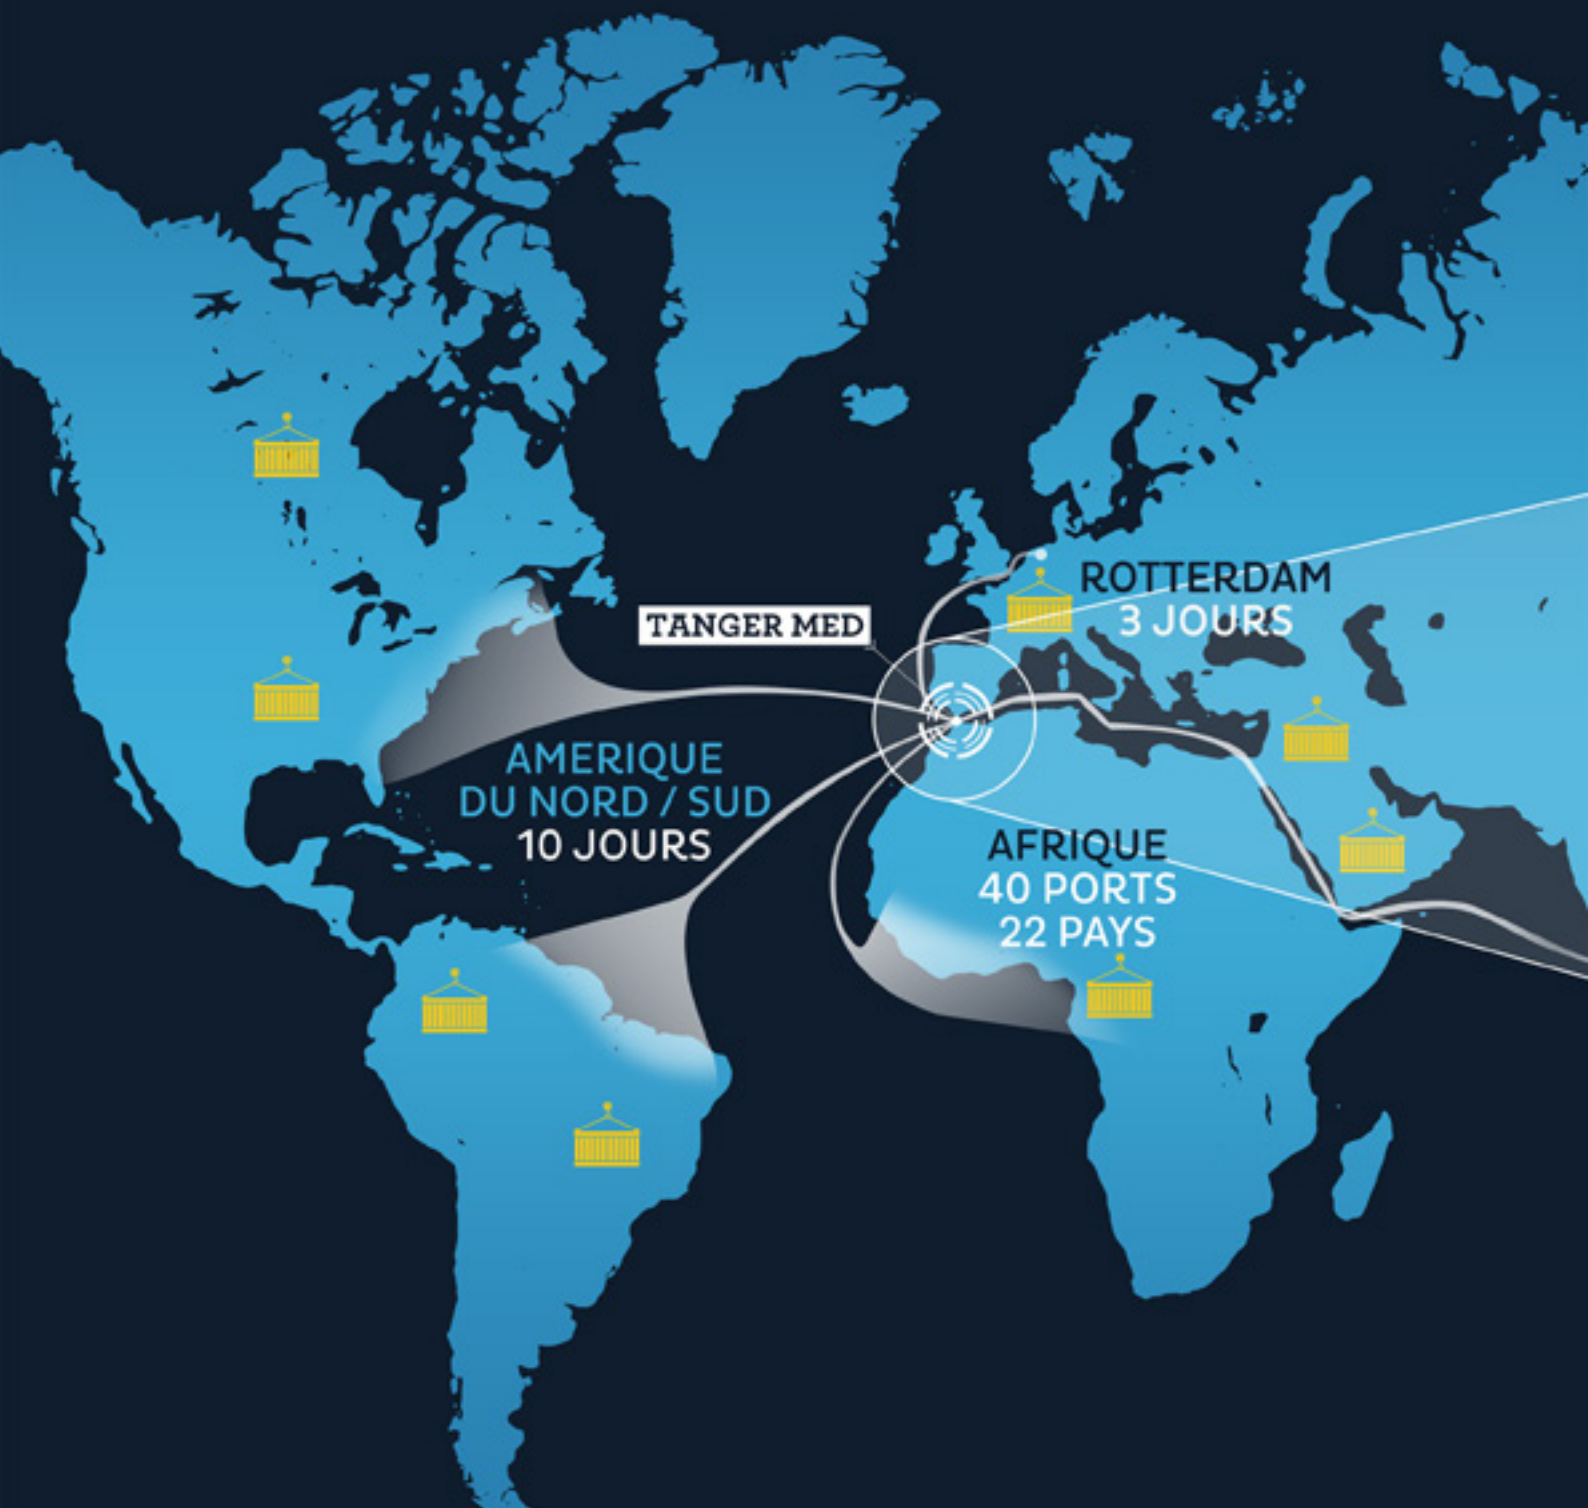 ROTTERDAM
3 JOURS
TANGER MED
AMERIQUE
DU NORD / SUD
10 JOURS
AFRIQUE
40 PORTS
22 PAYS